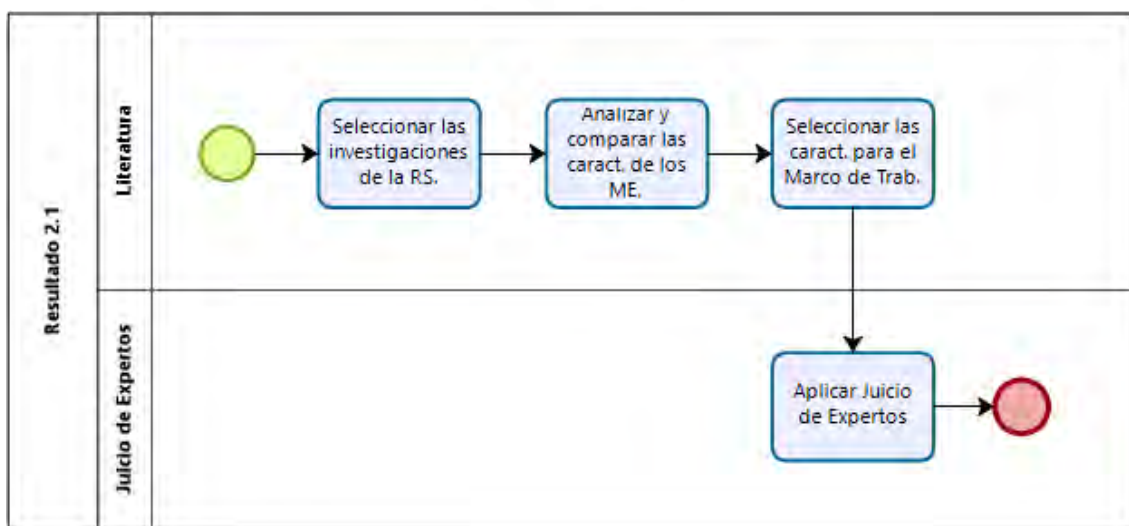 Resultado 2.1
Literatura
Seleccionar las
investigaciones
de la RS.
Analizar y
comparar las
caract. de los
ME.
Seleccionar las
caract. para el
Marco de Trab.
Juicio de Expertos
Aplicar Juicio
de Expertos